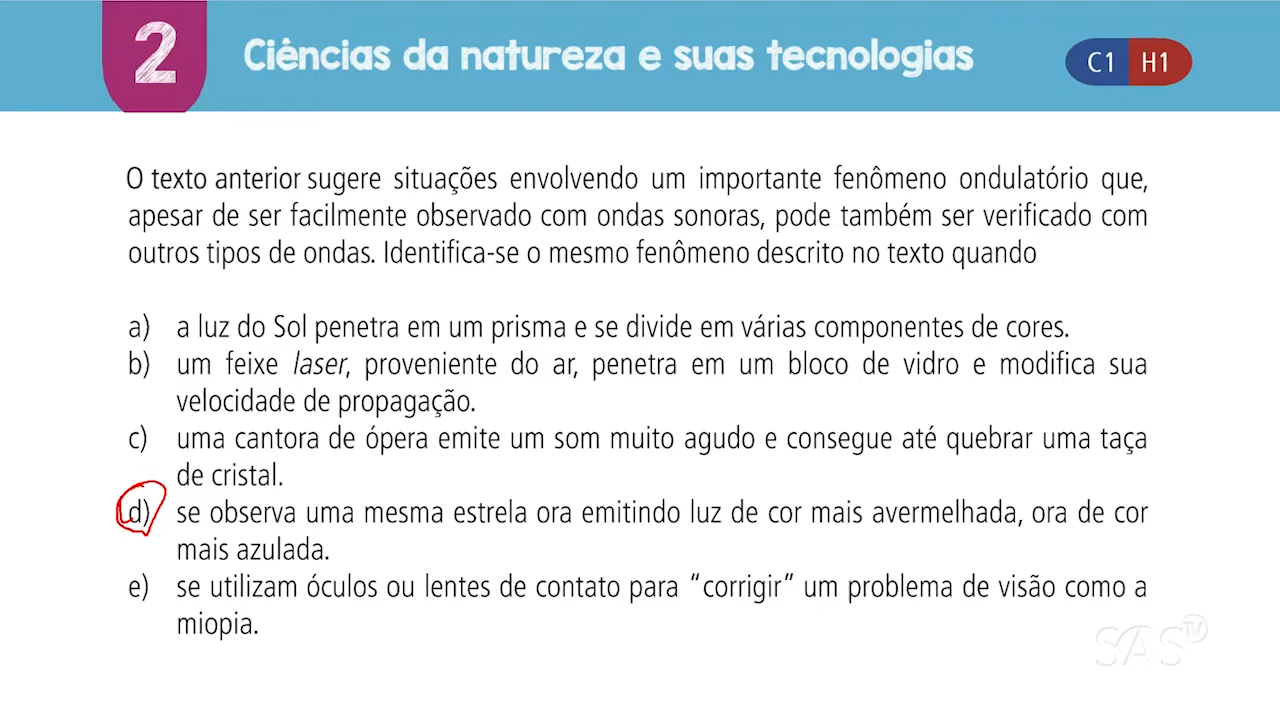 2
Ciências da natureza e suas tecnologias
C1 H1
O texto anterior sugere situações envolvendo um importante fenômeno ondulatório que,
apesar de ser facilmente observado com ondas sonoras, pode também ser verificado com
outros tipos de ondas. Identifica-se o mesmo fenômeno descrito no texto quando
a) a luz do Sol penetra em um prisma e se divide em várias componentes de cores.
b) um feixe laser, proveniente do ar, penetra em um bloco de vidro e modifica sua
velocidade de propagação.
c) uma cantora de ópera emite um som muito agudo e consegue até quebrar uma taça
de cristal.
d) se observa uma mesma estrela ora emitindo luz de cor mais avermelhada, ora de cor
mais azulada.
e) se utilizam óculos ou lentes de contato para “corrigir” um problema de visão como a
miopia.
SAS TV